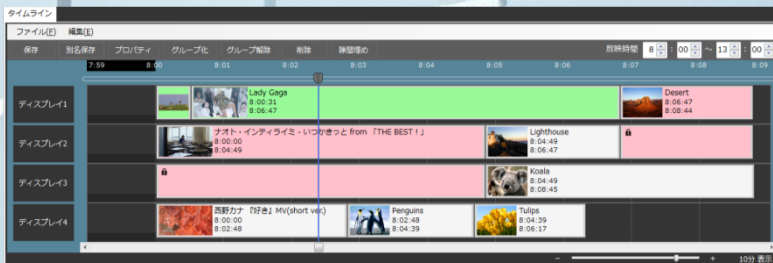 タイムライン
ファイル(F) 編集(E)
保存 別名保存 プロパティ グループ化 グループ解除 削除 隙間埋め 放映時間 8 : 00 ～ 13 : 00
7:59 8:00 8:01 8:02 8:03 8:04 8:05 8:06 8:07 8:08 8:09
ディスプレイ1
Lady Gaga
8:00:31
8:06:47
Desert
8:06:47
8:08:44
ディスプレイ2
ナオト・インティライミ - いつかきっと from 「THE BEST！」
8:00:00
8:04:49
Lighthouse
8:04:49
8:06:47
ディスプレイ3
Koala
8:04:49
8:08:45
ディスプレイ4
西野カナ 『好き』MV(short ver.)
8:00:00
8:02:48
Penguins
8:02:48
8:04:39
Tulips
8:04:39
8:06:17
- + 10分 表示